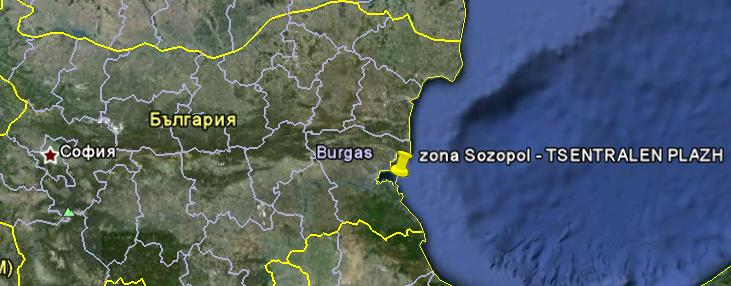 България
София
Burgas
zona Sozopol - TSENTRALEN PLAZH
M)